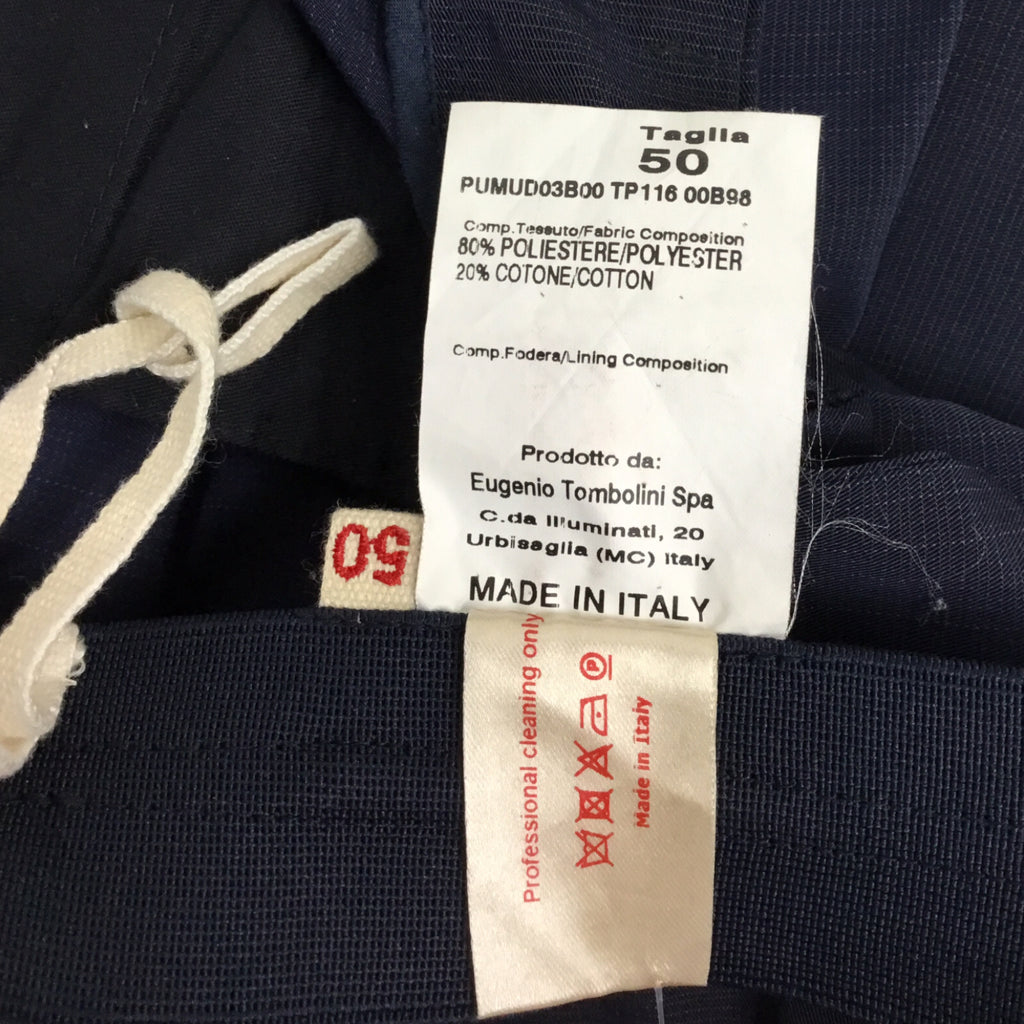 Taglia
50
PUMUD03B00 TP116 00B98
Comp.Tessuto/Fabric Composition
80% POLIESTERE/POLYESTER
20% COTONE/COTTON
Comp.Fodera/Lining Composition
Prodotto da:
Eugenio Tombolini Spa
C.da Illuminati, 20
Urbisaglia (MC) Italy
MADE IN ITALY
50
Professional cleaning only
P
Made in Italy